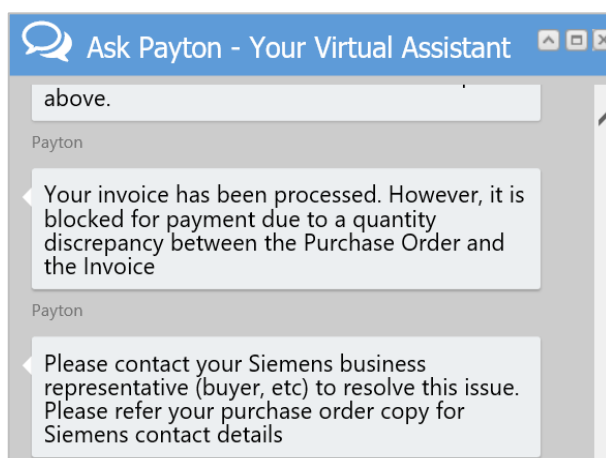 Ask Payton - Your Virtual Assistant
above.
Payton
Your invoice has been processed. However, it is
blocked for payment due to a quantity
discrepancy between the Purchase Order and
the Invoice
Payton
Please contact your Siemens business
representative (buyer, etc) to resolve this issue.
Please refer your purchase order copy for
Siemens contact details